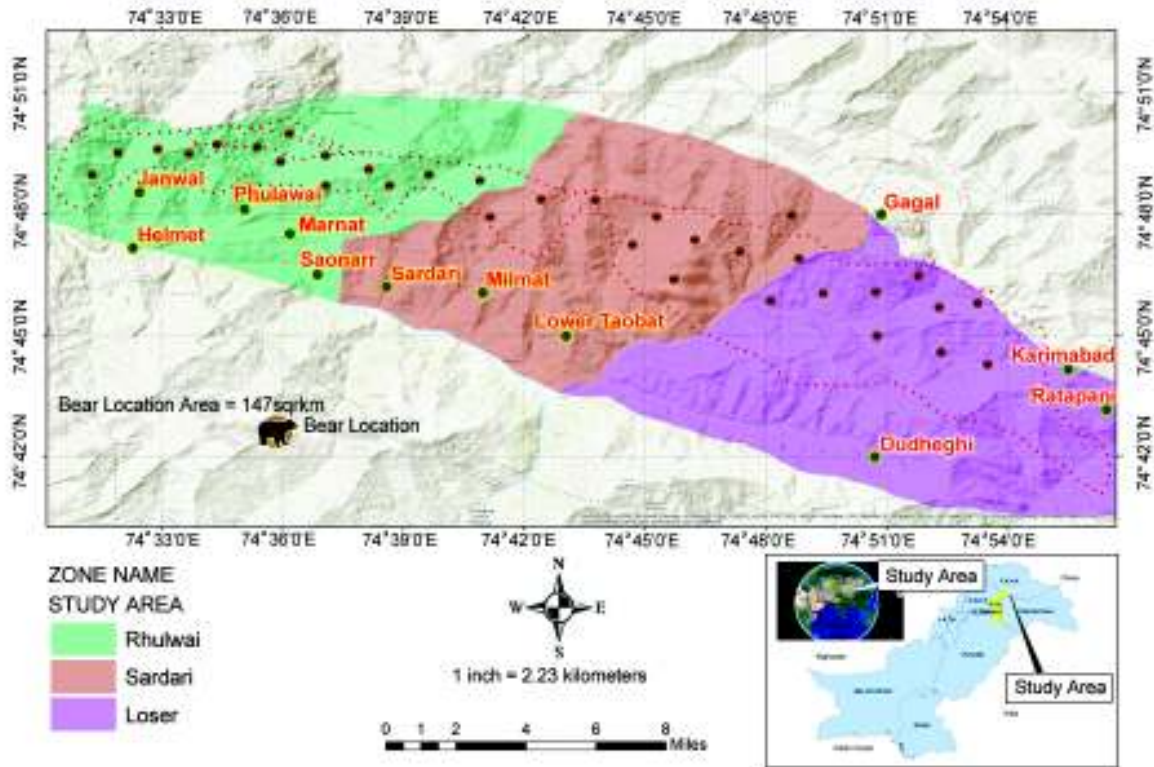 74°33'0"E 74°36'0"E 74°39'0"E 74°42'0"E 74°45'0"E 74°48'0"E 74°51'0"E 74°54'0"E
74°51'0"N 74°51'0"N
Janwal
Phulawai
74°48'0"N Gagal 74°48'0"N
Marnat
Helmet
Saonarr
Sardari Milmat
Lower Taobat
74°45'0"N 74°45'0"N
Karimabad
Ratapani
Bear Location Area = 147sqrkm
Bear Location
Dudheghi
74°42'0"N 74°42'0"N
74°33'0"E 74°36'0"E 74°39'0"E 74°42'0"E 74°45'0"E 74°48'0"E 74°51'0"E 74°54'0"E
ZONE NAME
STUDY AREA
Rhulwai
Sardari
Loser
N
W E
S
1 inch = 2.23 kilometers
0 1 2 4 6 8
Miles
Study Area
Study Area